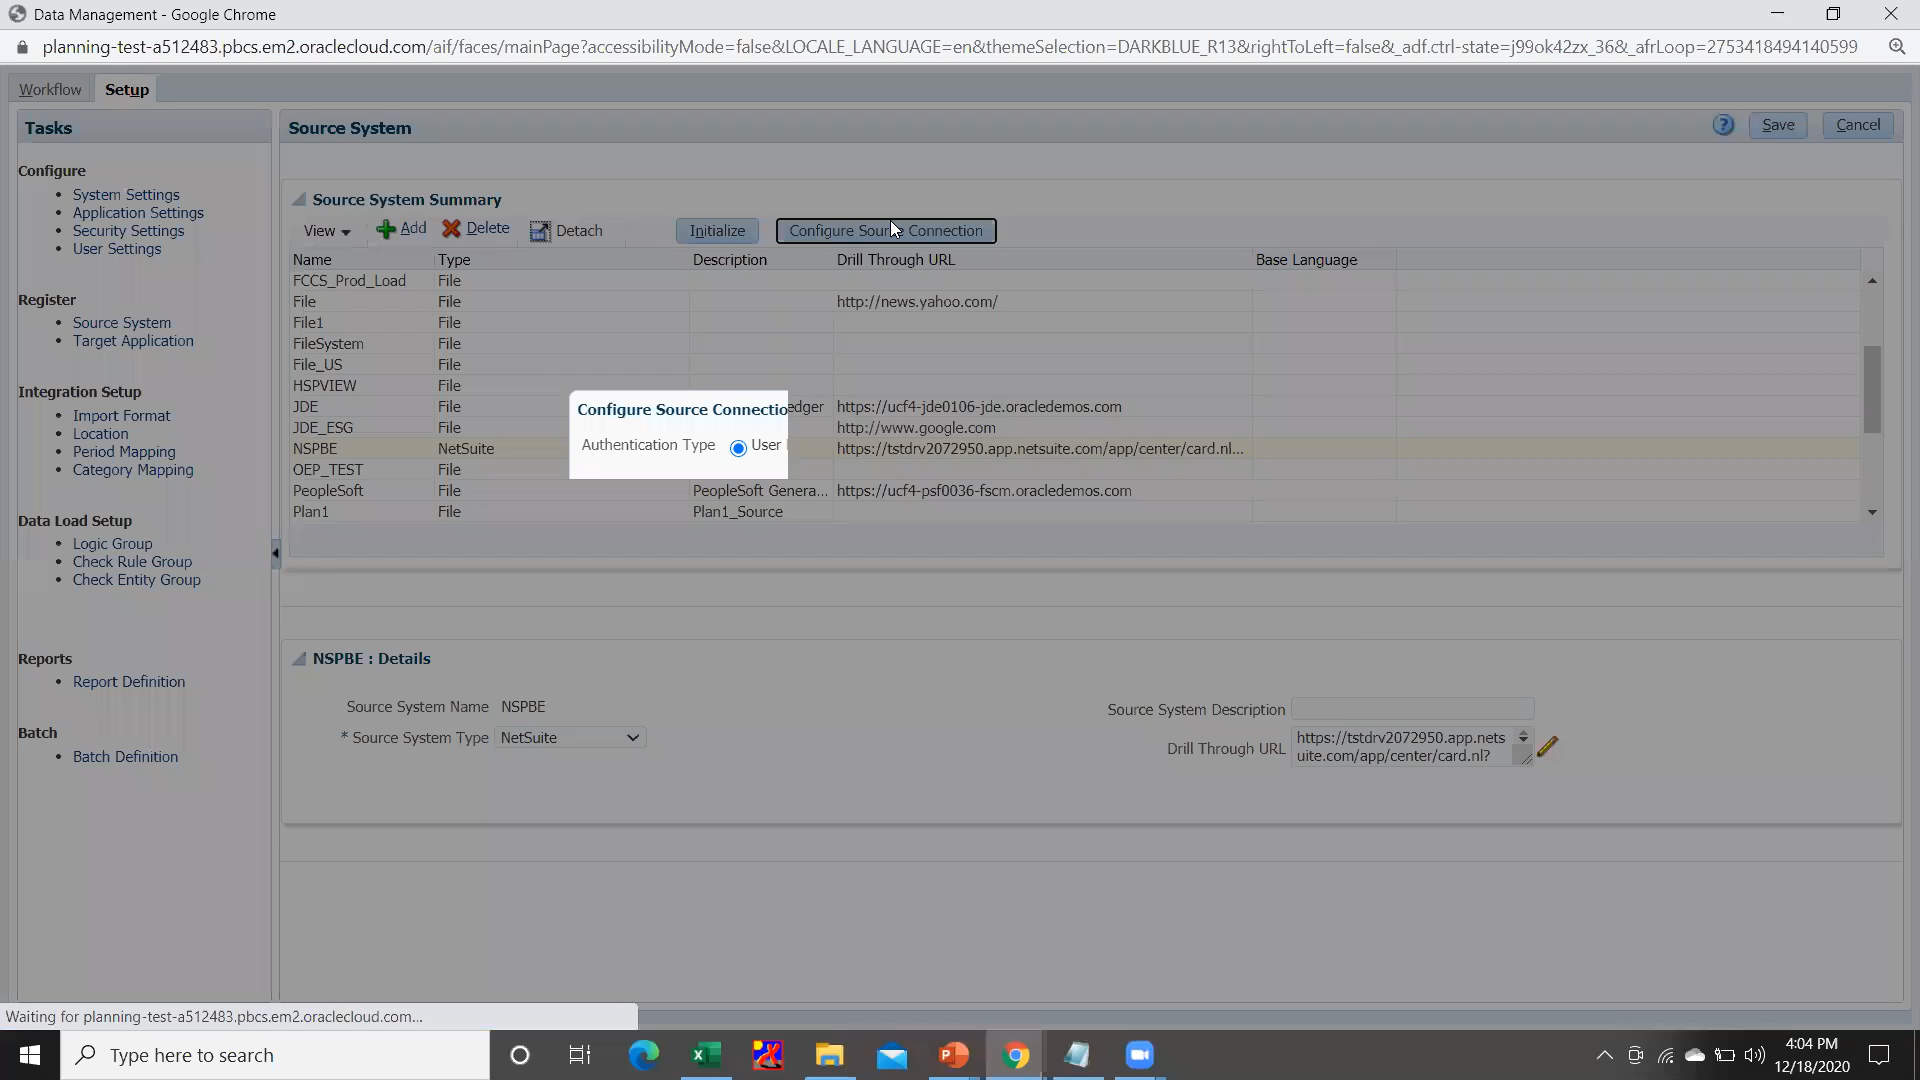 Data Management - Google Chrome
planning-test-a512483.pbcs.em2.oraclecloud.com/aif/faces/mainPage?accessibilityMode=false&LOCALE_LANGUAGE=en&themeSelection=DARKBLUE_R13&rightToLeft=false&_adf.ctrl-state=j99ok42zx_36&_afrLoop=2753418494140599
Workflow Setup
Tasks
Configure
System Settings
Application Settings
Security Settings
User Settings
Register
Source System
Target Application
Integration Setup
Import Format
Location
Period Mapping
Category Mapping
Data Load Setup
Logic Group
Check Rule Group
Check Entity Group
Reports
Report Definition
Batch
Batch Definition
Source System
? Save Cancel
Source System Summary
View Add Delete Detach Initialize Configure Source Connection
Name Type Description Drill Through URL Base Language
FCCS_Prod_Load File
File File http://news.yahoo.com/
File1 File
FileSystem File
File_US File
HSPVIEW File
JDE File edger https://ucf4-jde0106-jde.oracledemos.com
JDE_ESG File http://www.google.com
NSPBE NetSuite https://tstdrv2072950.app.netsuite.com/app/center/card.nl...
OEP_TEST File
PeopleSoft File PeopleSoft Genera... https://ucf4-psf0036-fscm.oracledemos.com
Plan1 File Plan1_Source
Configure Source Connectio
Authentication Type User
NSPBE : Details
Source System Name NSPBE
* Source System Type NetSuite
Source System Description
Drill Through URL https://tstdrv2072950.app.nets
uite.com/app/center/card.nl?
Waiting for planning-test-a512483.pbcs.em2.oraclecloud.com...
Type here to search
4:04 PM
12/18/2020